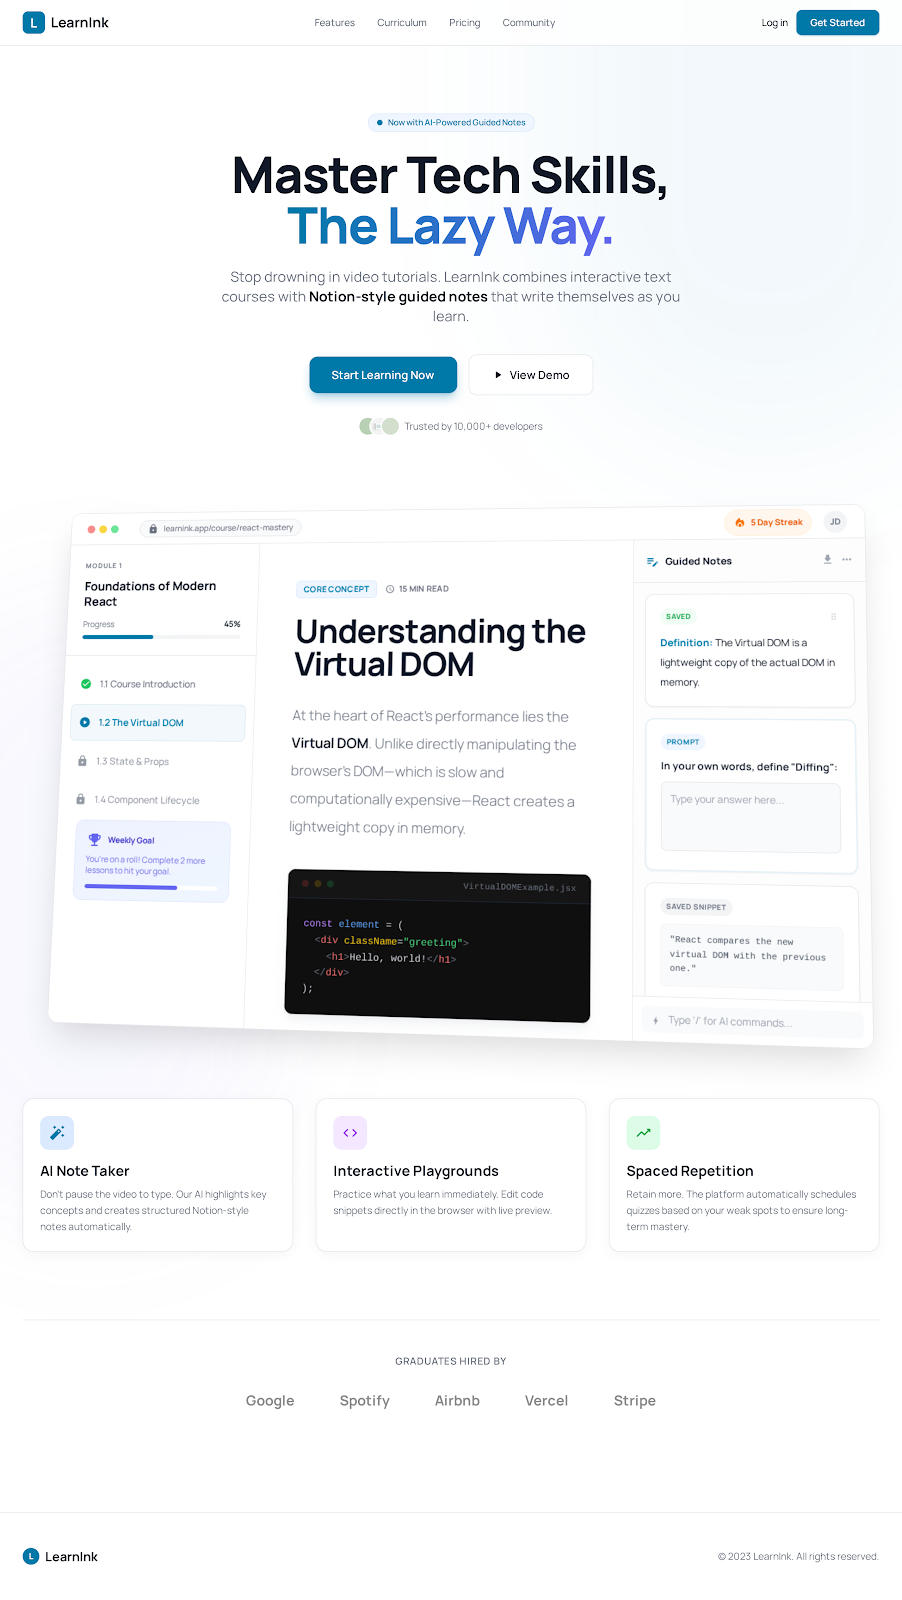 L LearnInk
Features
Curriculum
Pricing
Community
Log in
Get Started
Now with AI-Powered Guided Notes
Master Tech Skills,
The Lazy Way.
Stop drowning in video tutorials. LearnInk combines interactive text
courses with Notion-style guided notes that write themselves as you
learn.
Start Learning Now
View Demo
Trusted by 10,000+ developers
learnink.app/course/react-mastery
5 Day Streak
JD
MODULE 1
Foundations of Modern
React
Progress
45%
1.1 Course Introduction
1.2 The Virtual DOM
1.3 State & Props
1.4 Component Lifecycle
Weekly Goal
You're on a roll! Complete 2 more
lessons to hit your goal.
CORE CONCEPT
15 MIN READ
Understanding the
Virtual DOM
At the heart of React's performance lies the
Virtual DOM. Unlike directly manipulating the
browser's DOM—which is slow and
computationally expensive—React creates a
lightweight copy in memory.
VirtualDOMExample.jsx
const element = (
<div className="greeting">
<h1>Hello, world!</h1>
</div>
);
Guided Notes
SAVED
Definition: The Virtual DOM is a
lightweight copy of the actual DOM in
memory.
PROMPT
In your own words, define "Diffing":
Type your answer here...
SAVED SNIPPET
"React compares the new
virtual DOM with the previous
one."
Type '/' for AI commands...
AI Note Taker
Don't pause the video to type. Our AI highlights key
concepts and creates structured Notion-style
notes automatically.
Interactive Playgrounds
Practice what you learn immediately. Edit code
snippets directly in the browser with live preview.
Spaced Repetition
Retain more. The platform automatically schedules
quizzes based on your weak spots to ensure long-
term mastery.
GRADUATES HIRED BY
Google
Spotify
Airbnb
Vercel
Stripe
L LearnInk
© 2023 LearnInk. All rights reserved.